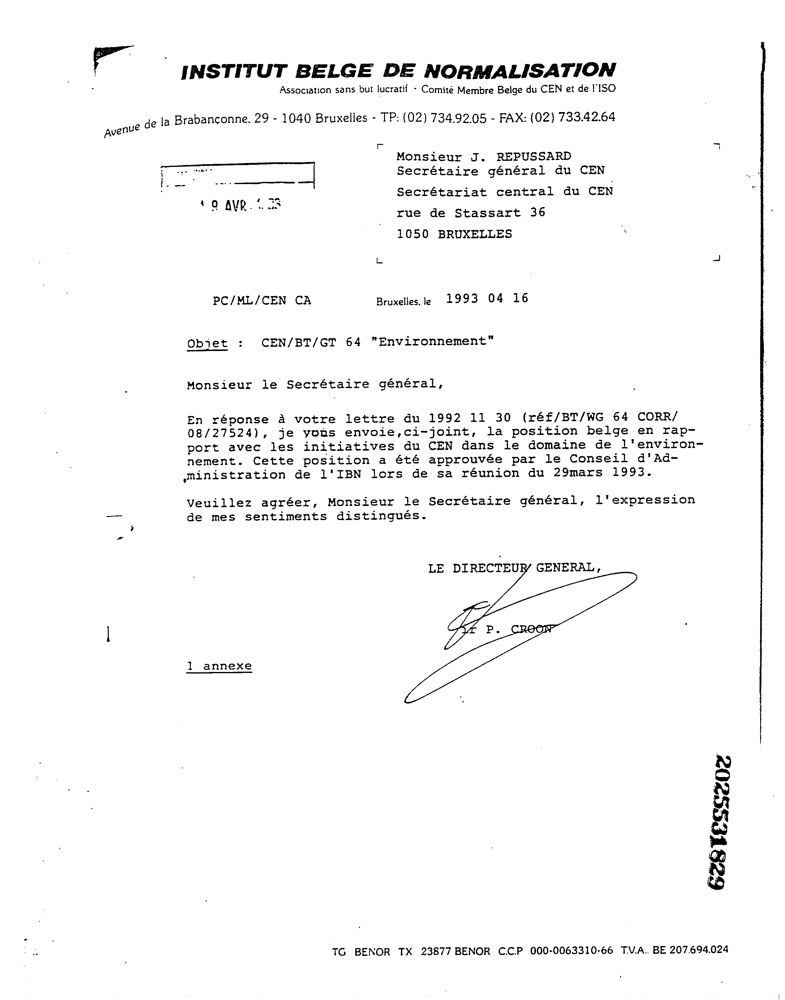 INSTITUT BELGE DE NORMALISATION
Association sans but lucratif · Comité Membre Belge du CEN et de l'ISO
Avenue de la Brabançonne, 29 - 1040 Bruxelles - TP: (02) 734.92.05 - FAX: (02) 733.42.64
Monsieur J. REPUSSARD
Secrétaire général du CEN
Secrétariat central du CEN
rue de Stassart 36
1050 BRUXELLES
AVR.
PC/ML/CEN CA
Bruxelles, le 1993 04 16
Objet : CEN/BT/GT 64 "Environnement"
Monsieur le Secrétaire général,
En réponse à votre lettre du 1992 11 30 (réf/BT/WG 64 CORR/
08/27524), je vous envoie,ci-joint, la position belge en rap-
port avec les initiatives du CEN dans le domaine de l'environ-
nement. Cette position a été approuvée par le Conseil d'Ad-
ministration de l'IBN lors de sa réunion du 29mars 1993.
Veuillez agréer, Monsieur le Secrétaire général, l'expression
de mes sentiments distingués.
LE DIRECTEUR GENERAL,
ir P. CROON
1 annexe
2025531829
TG BENOR TX 23877 BENOR C.C.P 000-0063310-66 T.V.A. BE 207.694.024